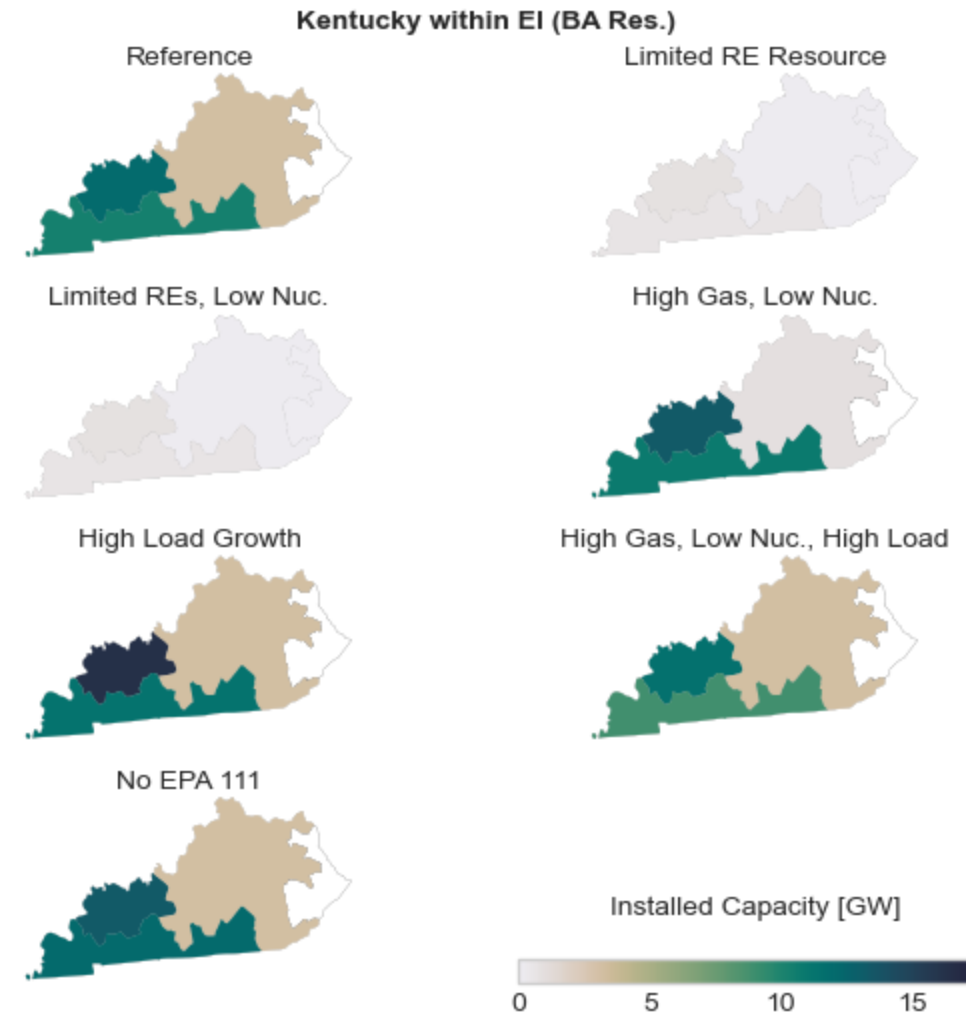 Kentucky within EI (BA Res.)
Reference
Limited RE Resource
Limited REs, Low Nuc.
High Gas, Low Nuc.
High Load Growth
High Gas, Low Nuc., High Load
No EPA 111
Installed Capacity [GW]
0 5 10 15